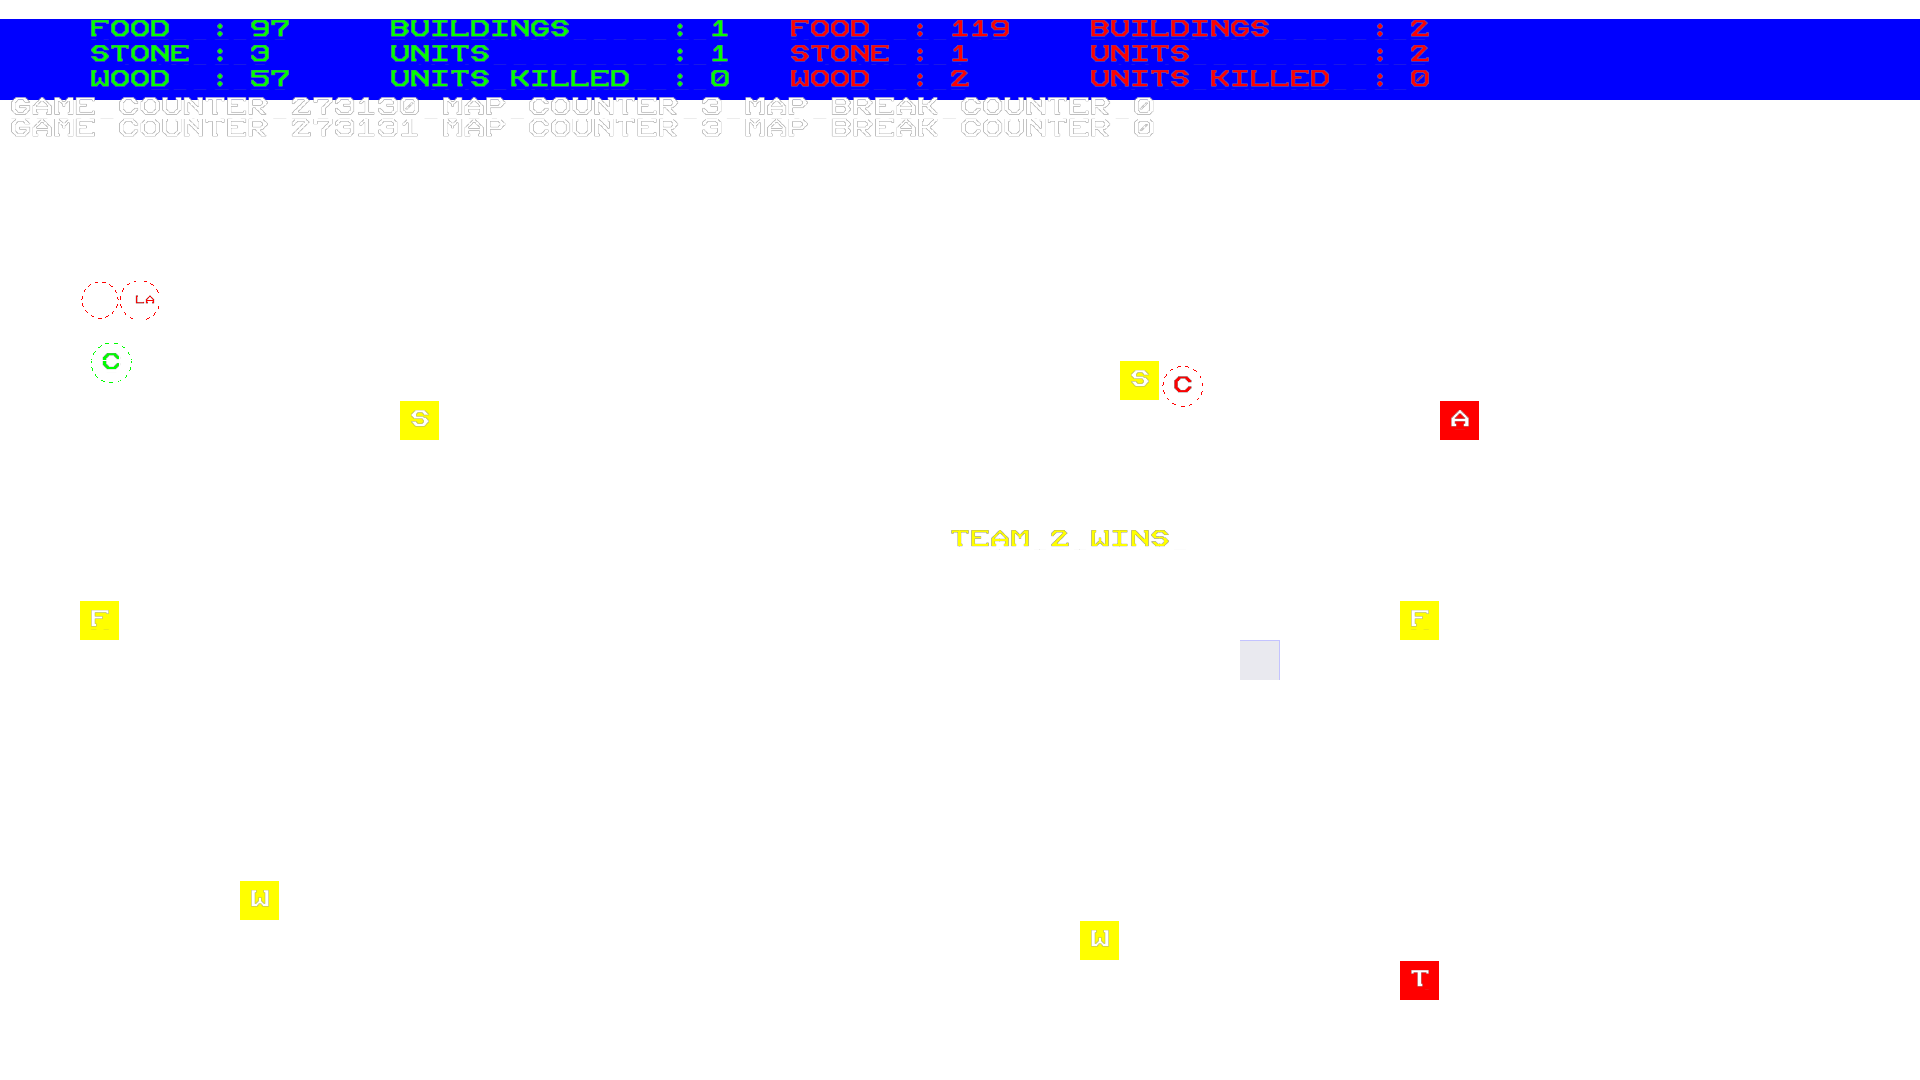 FOOD : 97 BUILDINGS : 1 FOOD : 119 BUILDINGS : 2
STONE : 3 UNITS : 1 STONE : 1 UNITS : 2
WOOD : 57 UNITS KILLED : 0 WOOD : 2 UNITS KILLED : 0
GAME COUNTER 273130 MAP COUNTER 3 MAP BREAK COUNTER 0
GAME COUNTER 273131 MAP COUNTER 3 MAP BREAK COUNTER 0
LA
C
S
C
S
A
TEAM 2 WINS
F
F
W
W
T